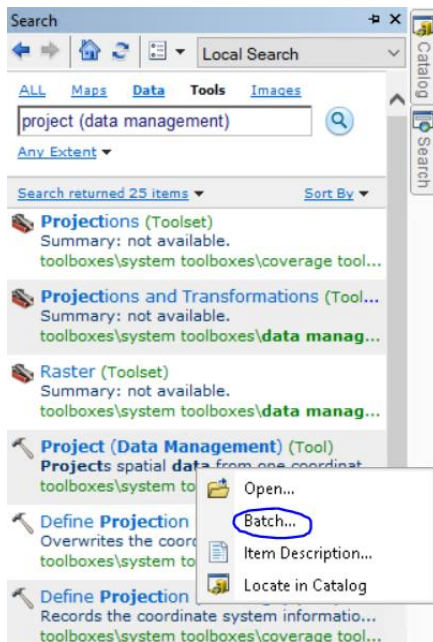 Search
Local Search
ALL Maps Data Tools Images
project (data management)
Any Extent
Search returned 25 items Sort By
Projections (Toolset)
Summary: not available.
toolboxes\system toolboxes\coverage tool...
Projections and Transformations (Tool...
Summary: not available.
toolboxes\system toolboxes\data manag...
Raster (Toolset)
Summary: not available.
toolboxes\system toolboxes\data manag...
Project (Data Management) (Tool)
Projects spatial data from one coordinat...
toolboxes\system to
Open...
Define Projection
Batch...
Overwrites the coord
toolboxes\system to
Item Description...
Locate in Catalog
Define Projection
Records the coordinate system informatio...
toolboxes\system toolboxes\coverage tool...
Catalog
Search